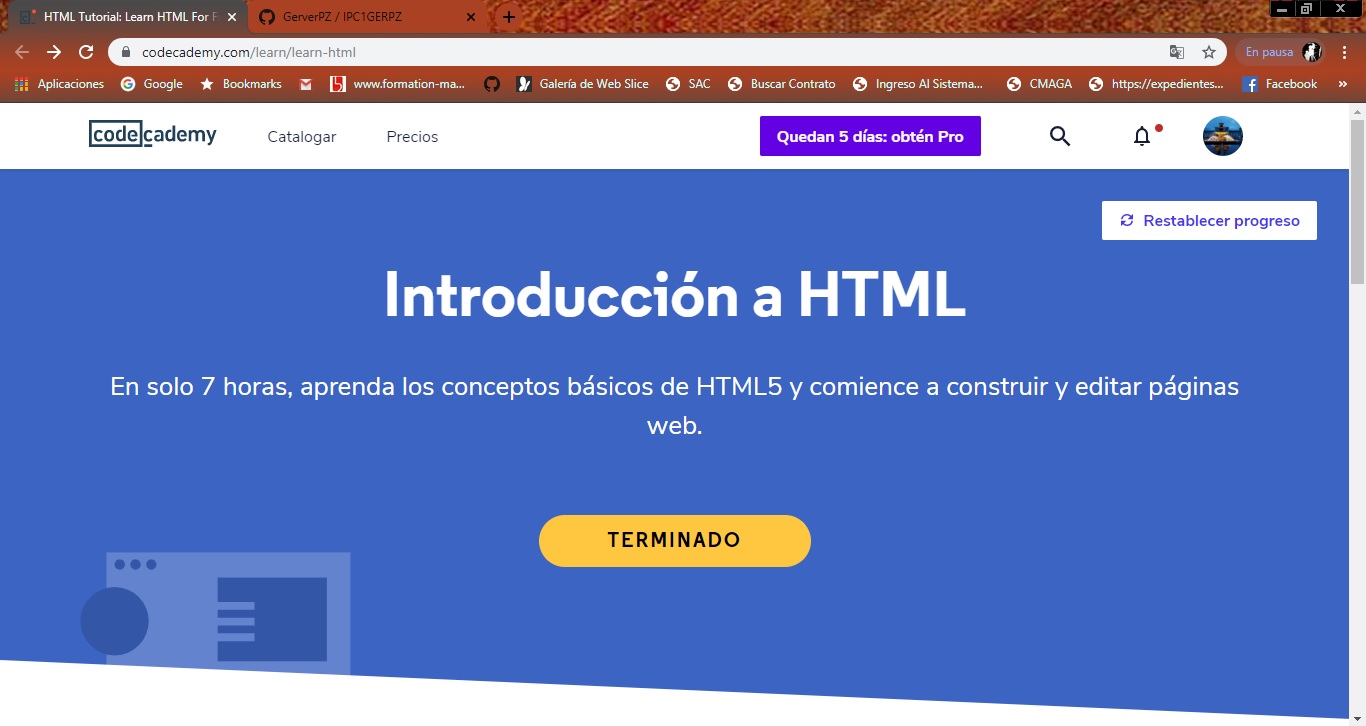 HTML Tutorial: Learn HTML For F
GerverPZ / IPC1GERPZ
codecademy.com/learn/learn-html
En pausa
Aplicaciones
Google
Bookmarks
www.formation-ma...
Galería de Web Slice
SAC
Buscar Contrato
Ingreso Al Sistema...
CMAGA
https://expedientes...
Facebook
codecademy
Catalogar
Precios
Quedan 5 días: obtén Pro
Restablecer progreso
Introducción a HTML
En solo 7 horas, aprenda los conceptos básicos de HTML5 y comience a construir y editar páginas
web.
TERMINADO